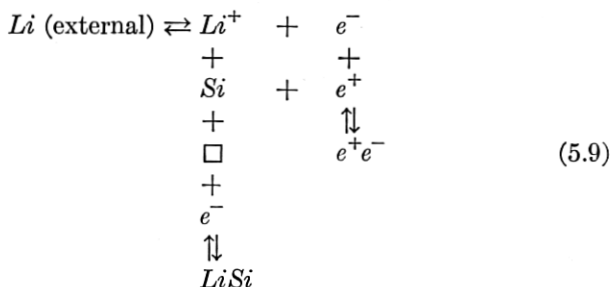 Li (external) ⇄ Li⁺ + e⁻
+ +
Si + e⁺
+ ⇅
□ e⁺e⁻ (5.9)
+
e⁻
⇅
LiSi